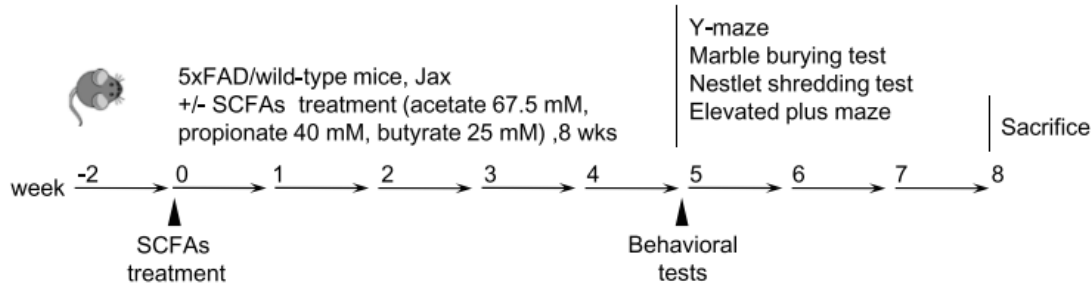 5xFAD/wild-type mice, Jax
+/- SCFAs treatment (acetate 67.5 mM,
propionate 40 mM, butyrate 25 mM) ,8 wks
Y-maze
Marble burying test
Nestlet shredding test
Elevated plus maze
Sacrifice
week -2 0 1 2 3 4 5 6 7 8
SCFAs
treatment
Behavioral
tests